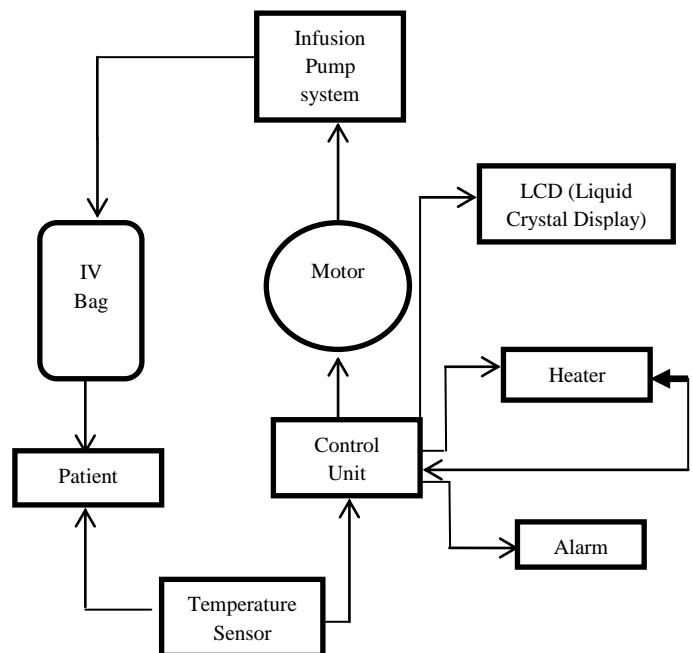 Infusion
Pump
system
LCD (Liquid
Crystal Display)
IV
Bag
Motor
Heater
Control
Unit
Patient
Alarm
Temperature
Sensor